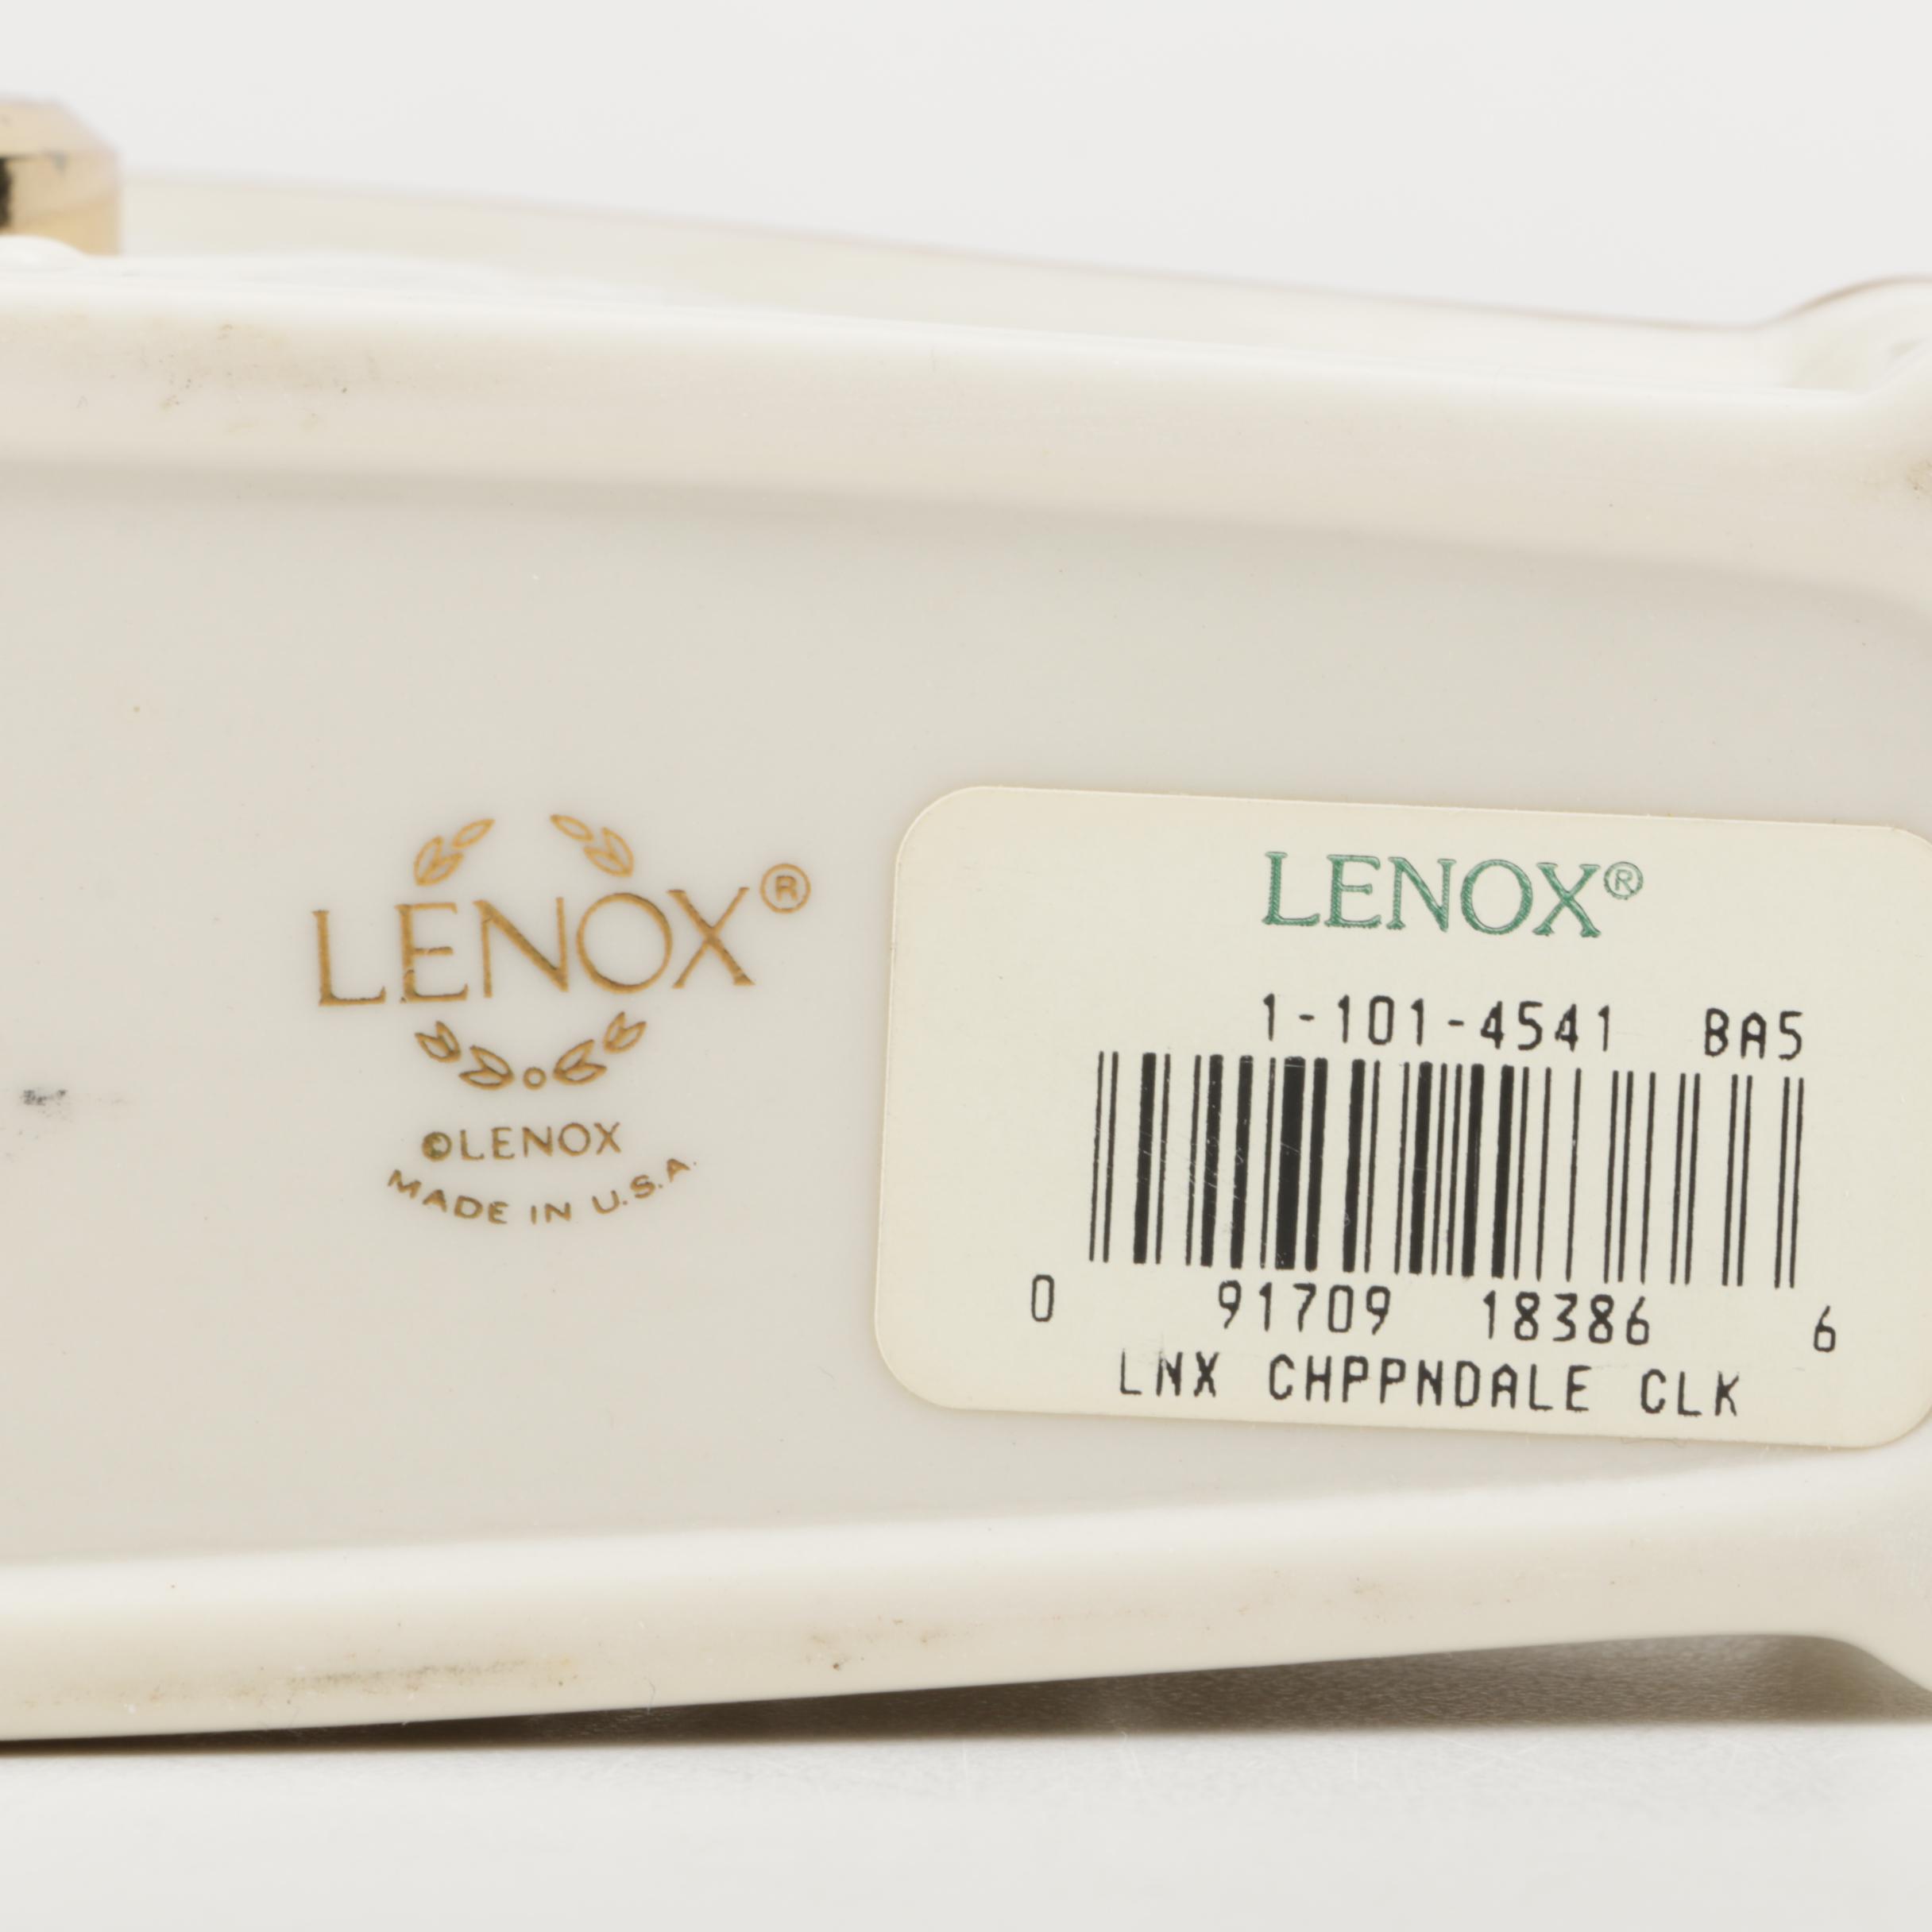 LENOX®
©LENOX
MADE IN U.S.A.
LENOX®
1-101-4541 BA5
0 91709 18386 6
LNX CHPPNDALE CLK